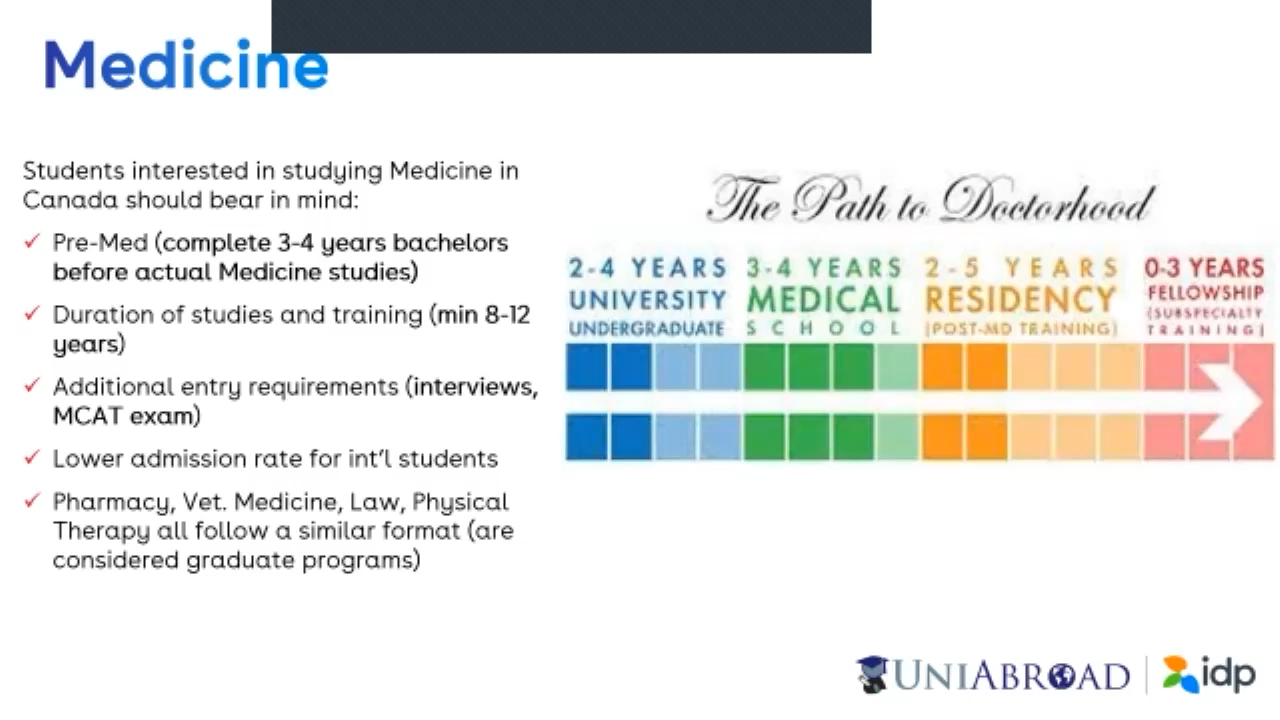 Medicine
Students interested in studying Medicine in
Canada should bear in mind:
✓ Pre-Med (complete 3-4 years bachelors
before actual Medicine studies)
✓ Duration of studies and training (min 8-12
years)
✓ Additional entry requirements (interviews,
MCAT exam)
✓ Lower admission rate for int'l students
✓ Pharmacy, Vet. Medicine, Law, Physical
Therapy all follow a similar format (are
considered graduate programs)
The Path to Doctorhood
2-4 YEARS
UNIVERSITY
UNDERGRADUATE
3-4 YEARS
MEDICAL
SCHOOL
2-5 YEARS
RESIDENCY
(POST-MD TRAINING)
0-3 YEARS
FELLOWSHIP
(SUBSPECIALTY
TRAINING)
UNIABROAD
idp